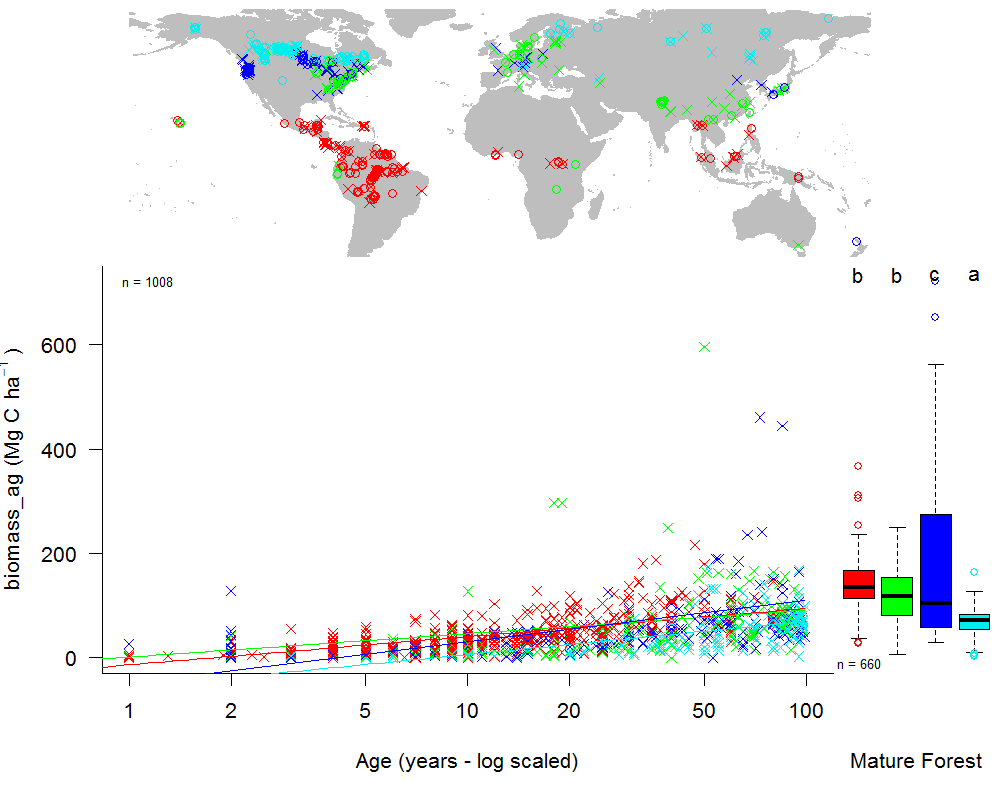 b b c a
n = 1008
600
400
200
0
biomass_ag (Mg C ha⁻¹ )
n = 660
1 2 5 10 20 50 100
Age (years - log scaled)
Mature Forest